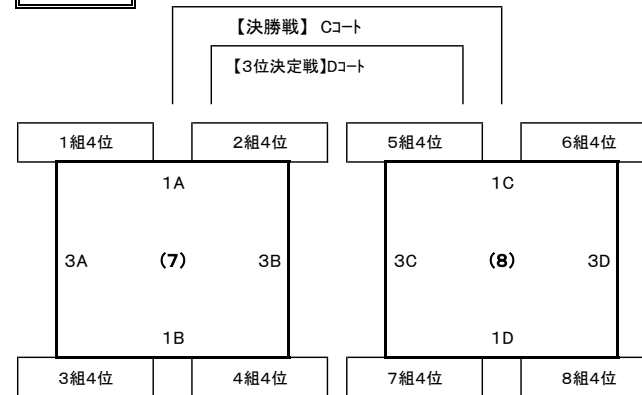 【決勝戦】 Cコート
【3位決定戦】Dコート
1組4位 2組4位 5組4位 6組4位
1A 1C
3A (7) 3B 3C (8) 3D
1B 1D
3組4位 4組4位 7組4位 8組4位